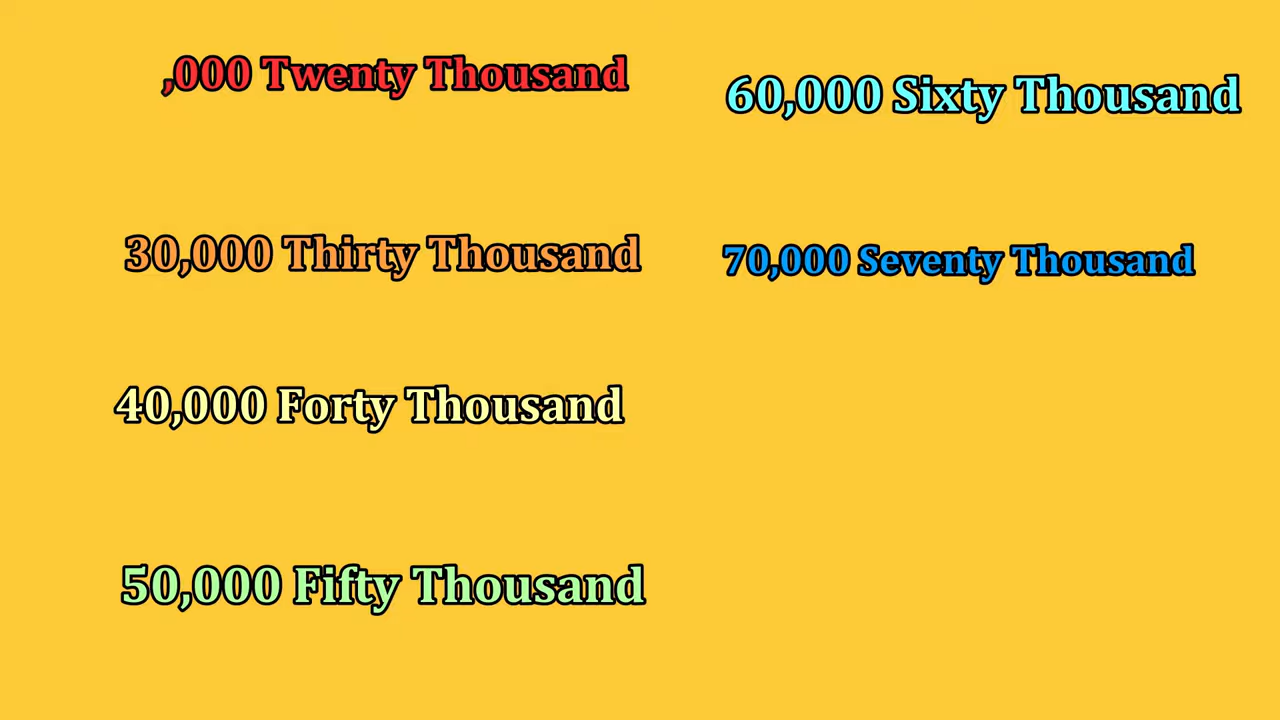 ,000 Twenty Thousand
30,000 Thirty Thousand
40,000 Forty Thousand
50,000 Fifty Thousand
60,000 Sixty Thousand
70,000 Seventy Thousand